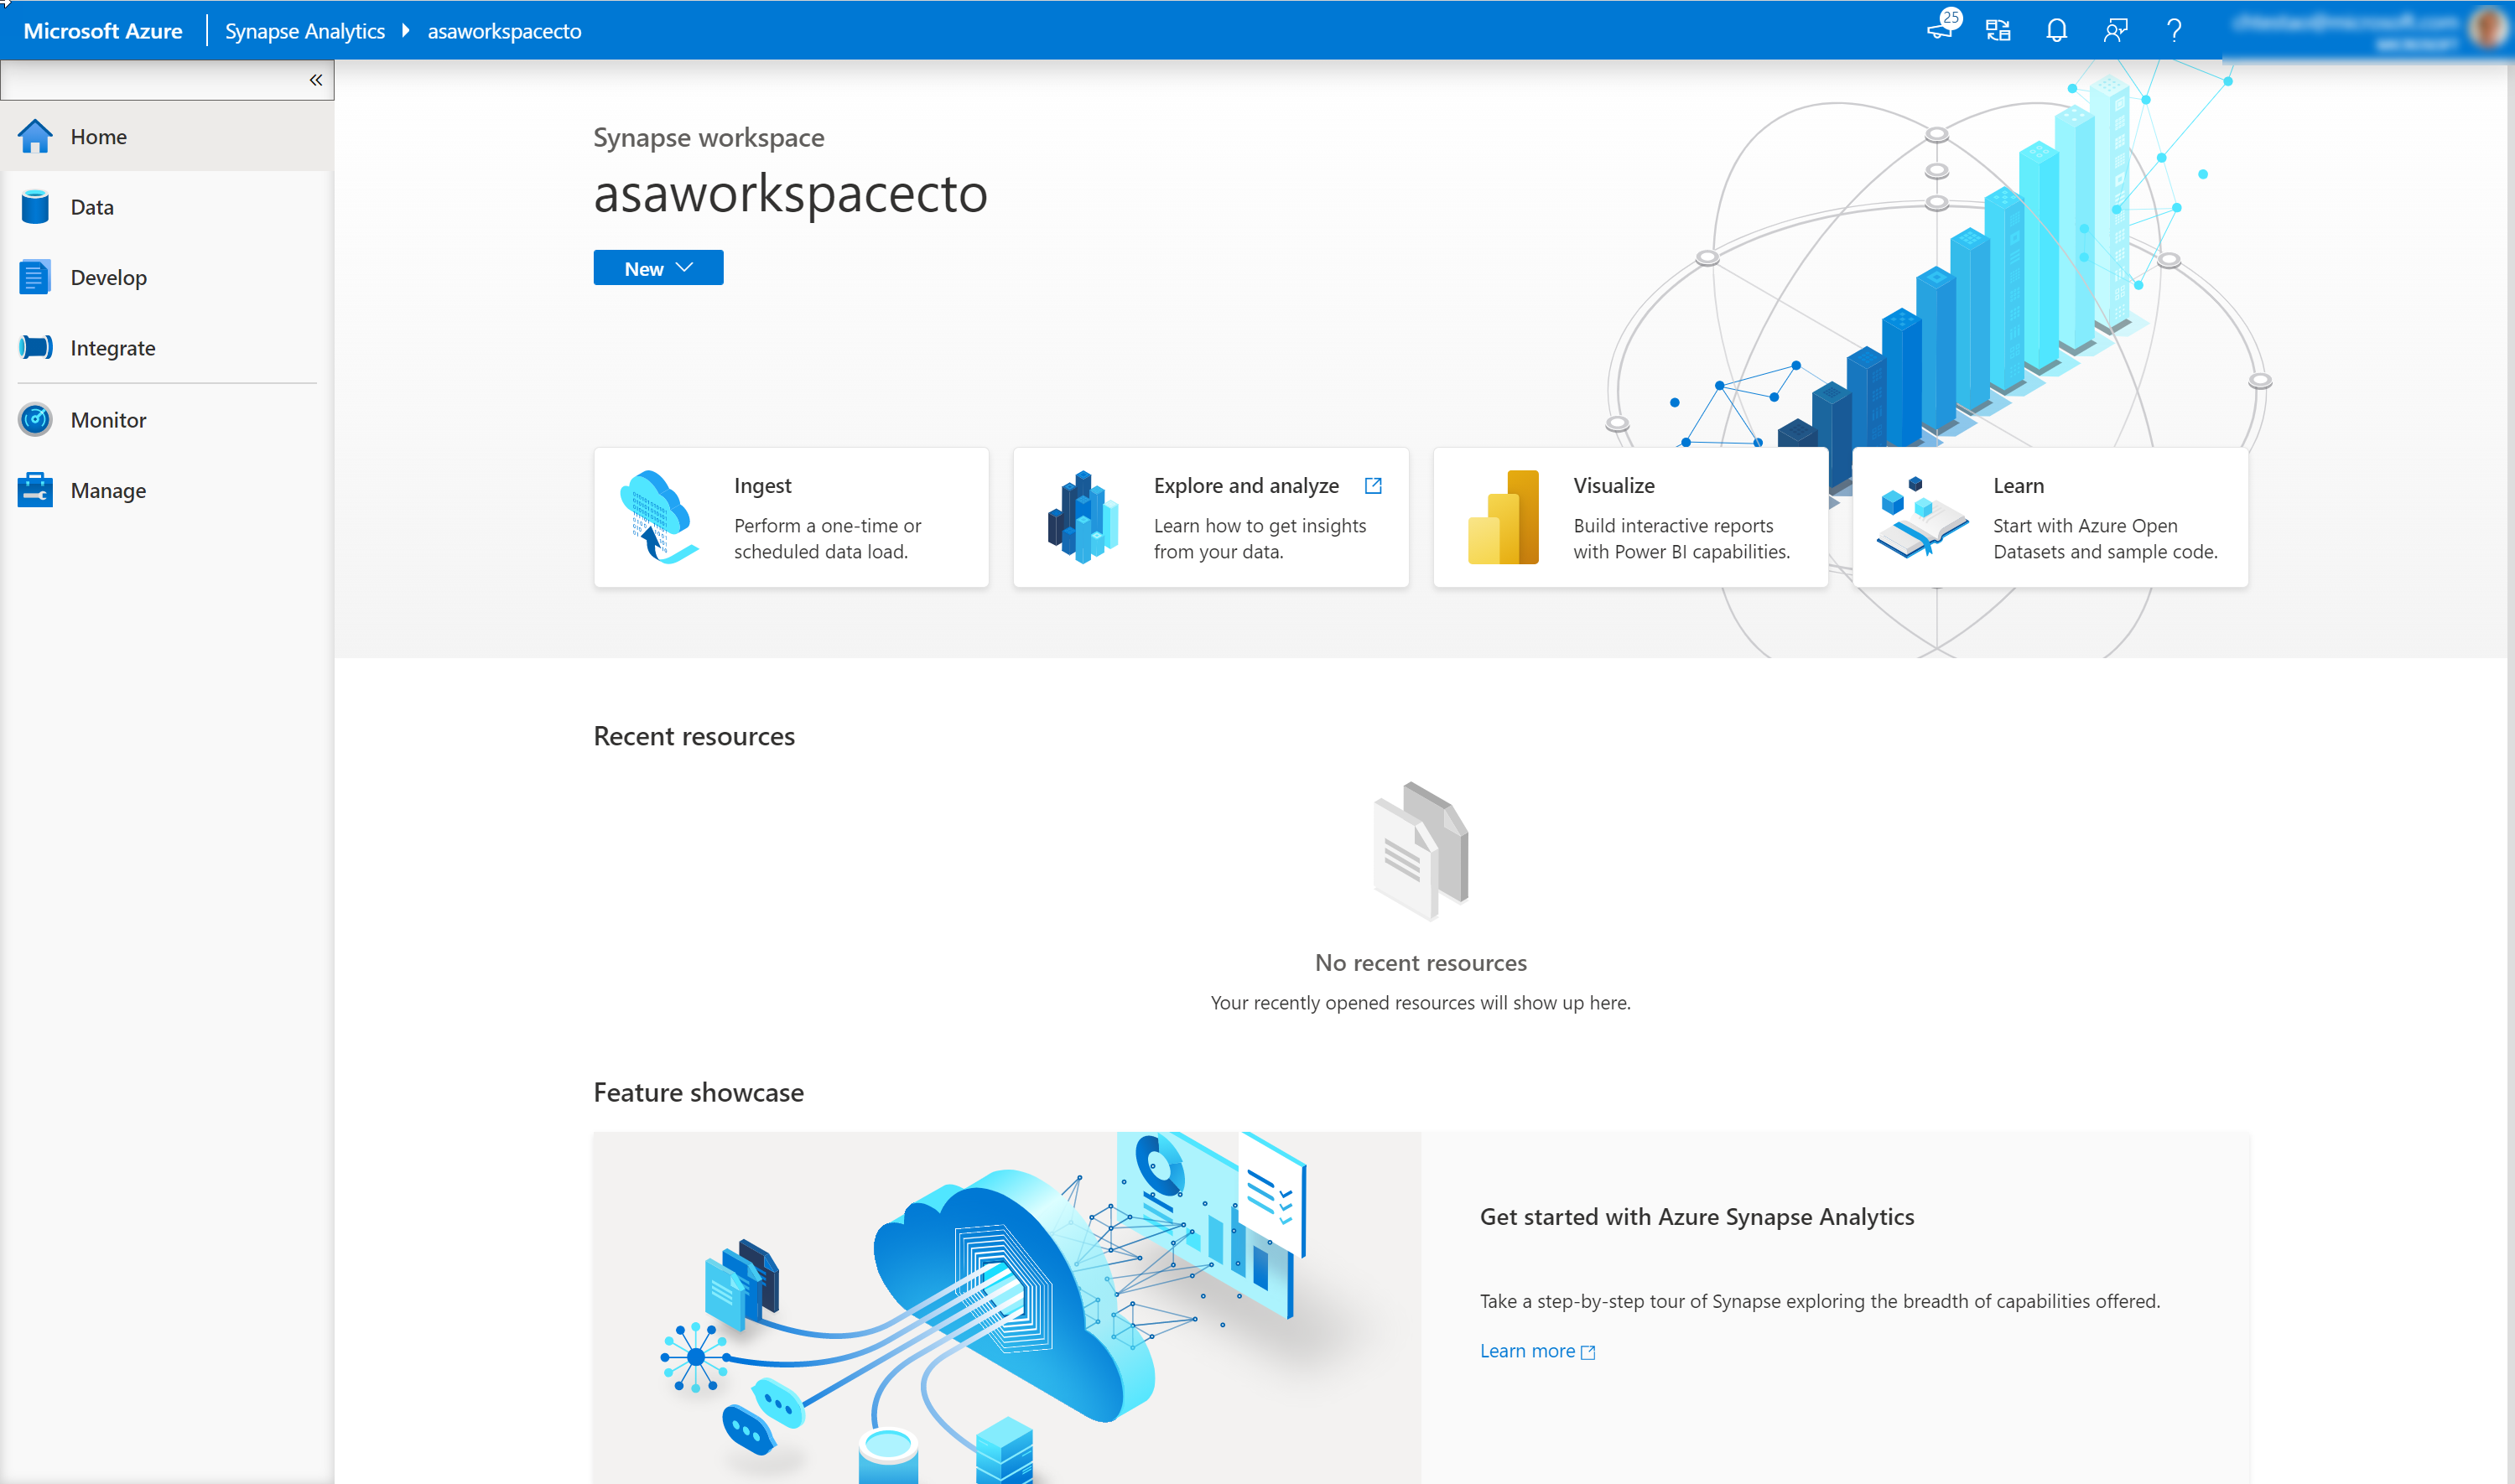 Microsoft Azure
Synapse Analytics
asaworkspacecto
25
Home
Data
Develop
Integrate
Monitor
Manage
Synapse workspace
asaworkspacecto
New
Ingest
Perform a one-time or
scheduled data load.
Explore and analyze
Learn how to get insights
from your data.
Visualize
Build interactive reports
with Power BI capabilities.
Learn
Start with Azure Open
Datasets and sample code.
Recent resources
No recent resources
Your recently opened resources will show up here.
Feature showcase
Get started with Azure Synapse Analytics
Take a step-by-step tour of Synapse exploring the breadth of capabilities offered.
Learn more